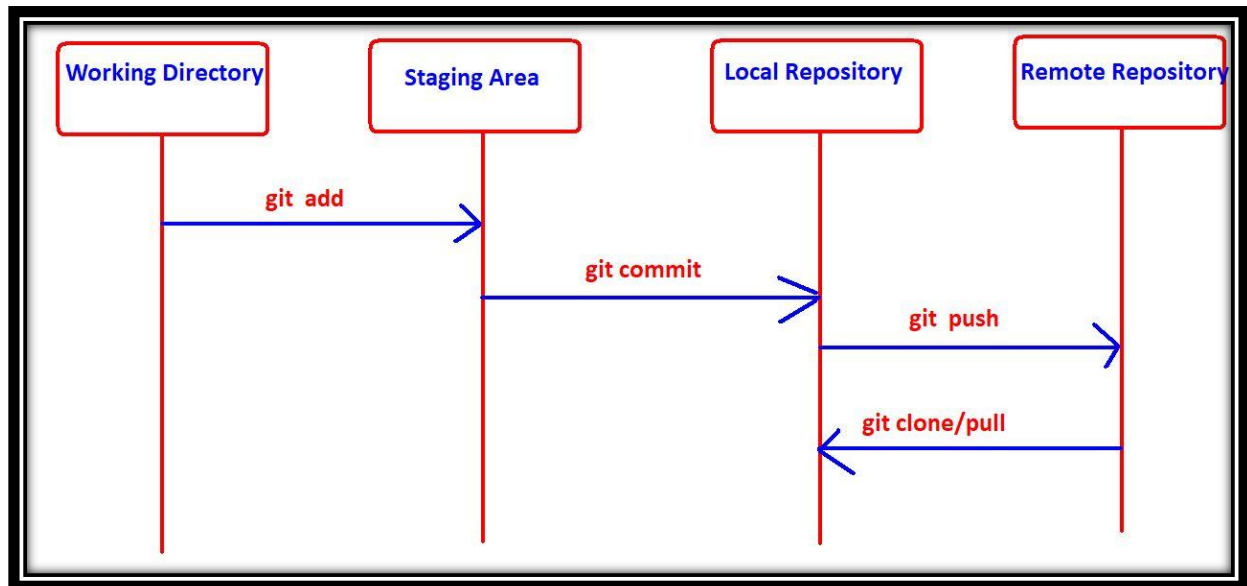 Working Directory
Staging Area
Local Repository
Remote Repository
git add
git commit
git push
git clone/pull